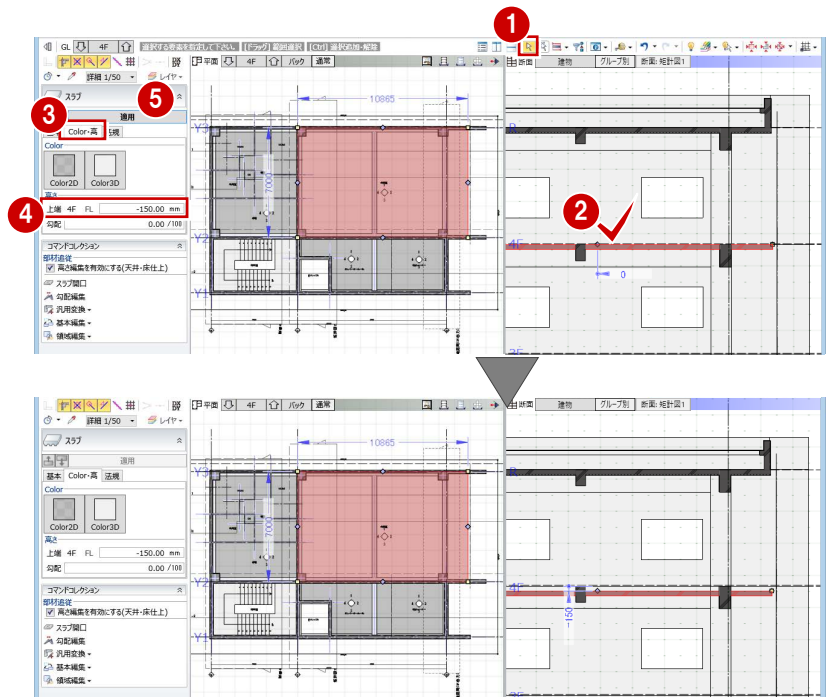 1
GL 4F 選択する要素を指定して下さい。 [[ドラッグ] 範囲選択 ] [[Ctrl] 選択追加・解除
平面 4F バック 通常
断面 建物 グループ別 断面: 矩計図1
詳細 1/50 レイヤ
スラブ
5
適用
3
Color・高 法規
Color
Color2D Color3D
高さ
4
上端 4F FL -150.00 mm
勾配 0.00 /100
コマンドコレクション
部材追従
高さ編集を有効にする(天井・床仕上)
スラブ開口
勾配編集
汎用変換
基本編集
領域編集
10865
Y3
7000
Y2
Y1
R
2
4F
0
3F
平面 4F バック 通常
断面 建物 グループ別 断面: 矩計図1
詳細 1/50 レイヤ
スラブ
適用
基本 Color・高 法規
Color
Color2D Color3D
高さ
上端 4F FL -150.00 mm
勾配 0.00 /100
コマンドコレクション
部材追従
高さ編集を有効にする(天井・床仕上)
スラブ開口
勾配編集
汎用変換
基本編集
領域編集
10865
Y3
7000
Y2
Y1
R
4F
-150